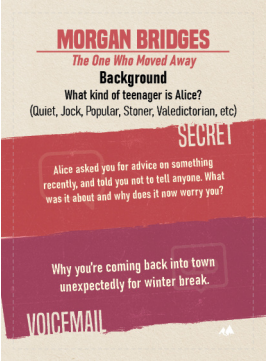 MORGAN BRIDGES
The One Who Moved Away
Background
What kind of teenager is Alice?
(Quiet, Jock, Popular, Stoner, Valedictorian, etc)
SECRET
Alice asked you for advice on something
recently, and told you not to tell anyone. What
was it about and why does it now worry you?
Why you're coming back into town
unexpectedly for winter break.
VOICEMAIL